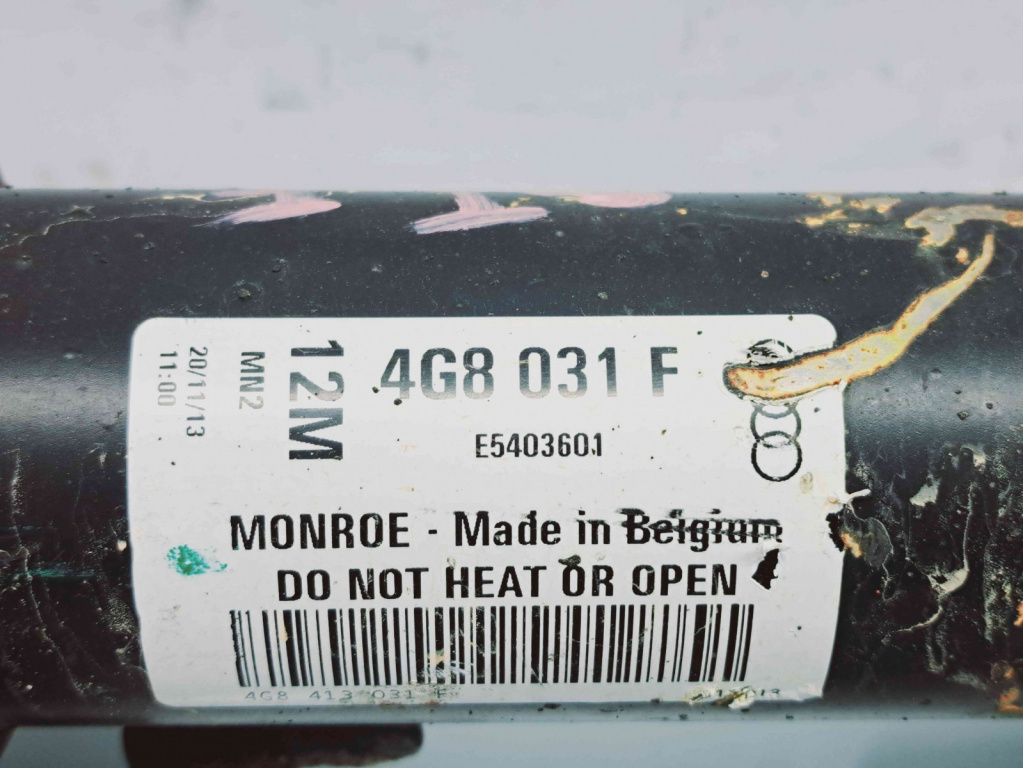 20/11/13
11:00
MN2
12M
4G8 031 F
E5403601
MONROE - Made in Belgium
DO NOT HEAT OR OPEN
4G8 413 031 F